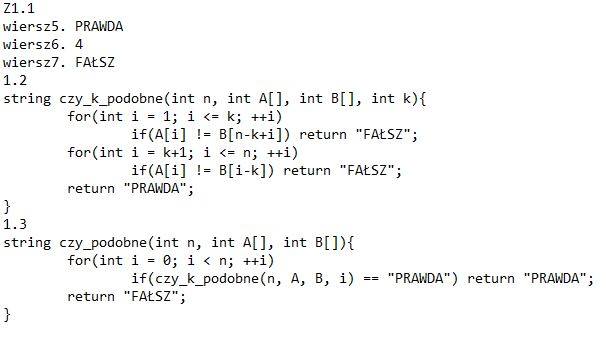 Z1.1
wiersz5. PRAWDA
wiersz6. 4
wiersz7. FAŁSZ
1.2
string czy_k_podobne(int n, int A[], int B[], int k){
        for(int i = 1; i <= k; ++i)
                if(A[i] != B[n-k+i]) return "FAŁSZ";
        for(int i = k+1; i <= n; ++i)
                if(A[i] != B[i-k]) return "FAŁSZ";
        return "PRAWDA";
}
1.3
string czy_podobne(int n, int A[], int B[]){
        for(int i = 0; i < n; ++i)
                if(czy_k_podobne(n, A, B, i) == "PRAWDA") return "PRAWDA";
        return "FAŁSZ";
}